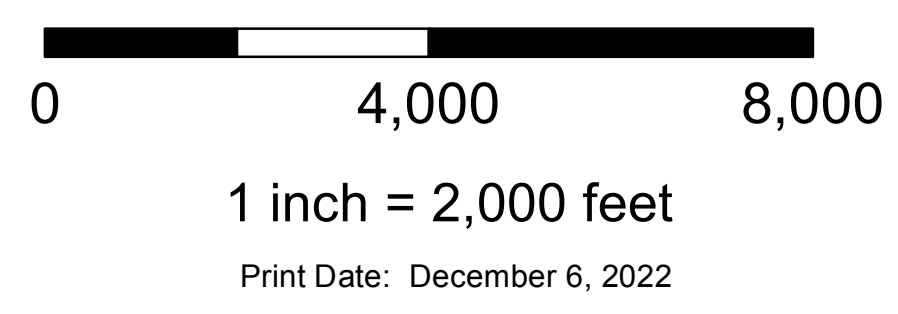 0 4,000 8,000
1 inch = 2,000 feet
Print Date: December 6, 2022